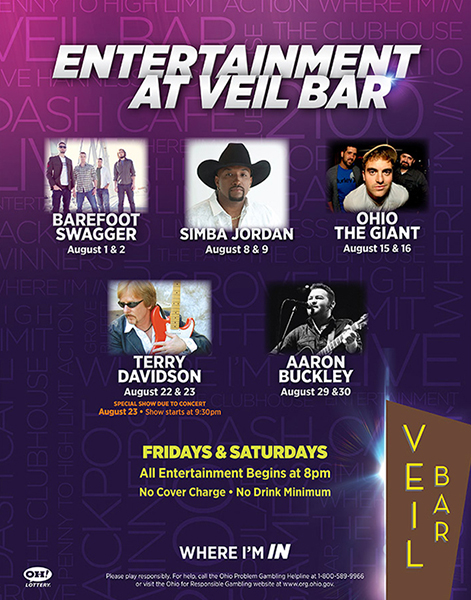 ENTERTAINMENT
AT VEIL BAR
BAREFOOT
SWAGGER
August 1 & 2
SIMBA JORDAN
August 8 & 9
OHIO
THE GIANT
August 15 & 16
TERRY
DAVIDSON
August 22 & 23
SPECIAL SHOW DUE TO CONCERT
August 23 • Show starts at 9:30pm
AARON
BUCKLEY
August 29 &30
FRIDAYS & SATURDAYS
All Entertainment Begins at 8pm
No Cover Charge • No Drink Minimum
VEIL
BAR
WHERE I'M IN
OH!
LOTTERY.
Please play responsibly. For help, call the Ohio Problem Gambling Helpline at 1-800-589-9966
or visit the Ohio for Responsible Gambling website at www.org.ohio.gov.